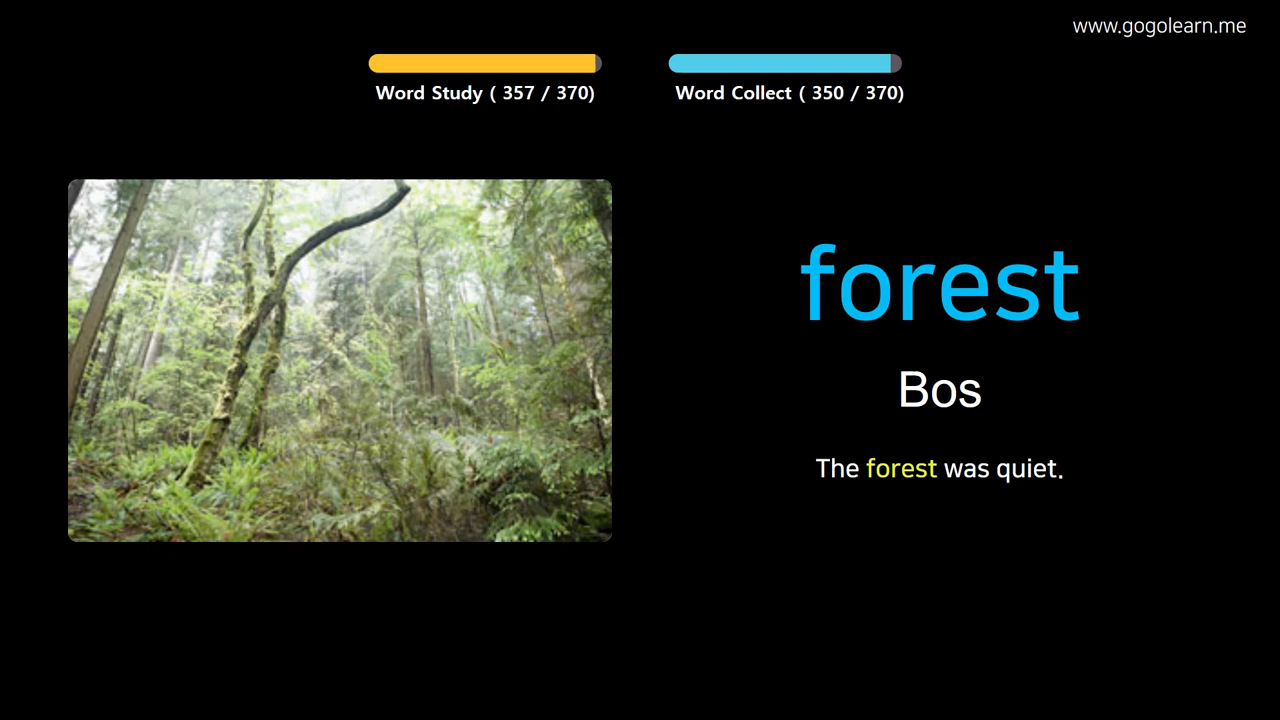 www.gogolearn.me
Word Study ( 357 / 370)
Word Collect ( 350 / 370)
forest
Bos
The forest was quiet.